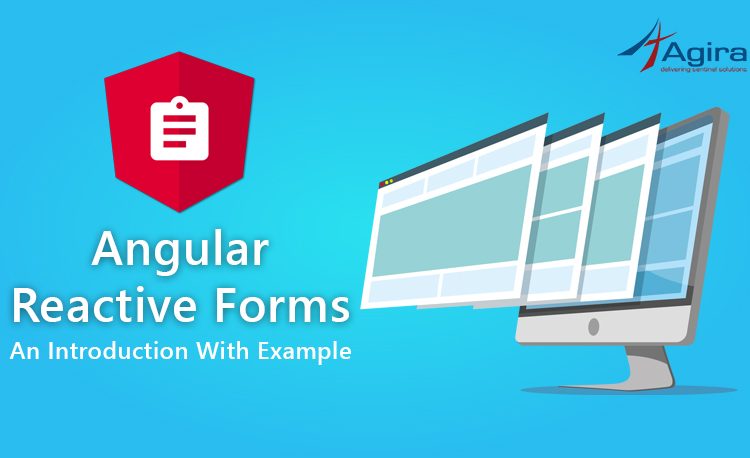 Agira
delivering sentinel solutions
Angular
Reactive Forms
An Introduction With Example